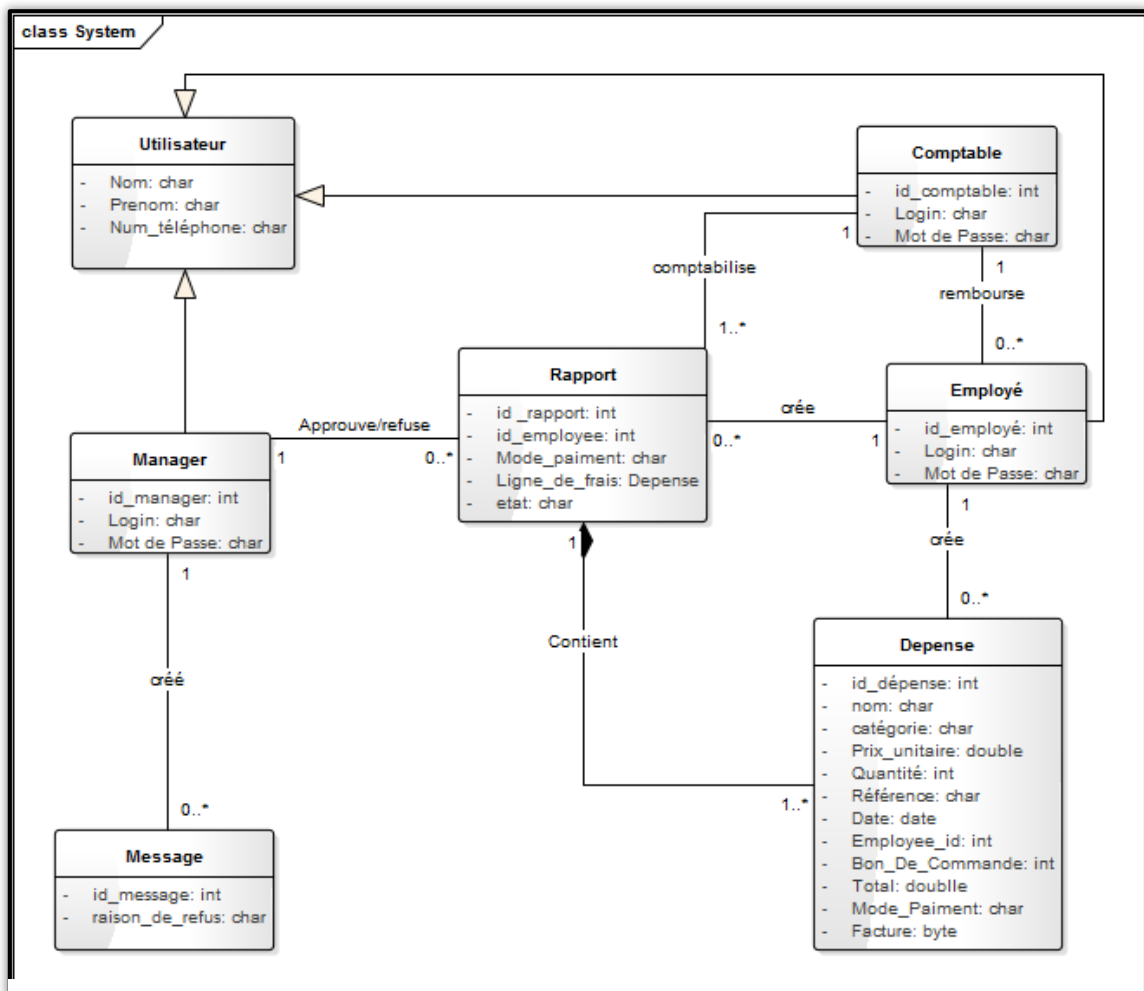 class System
Utilisateur
- Nom: char
- Prenom: char
- Num_téléphone: char
Comptable
- id_comptable: int
- Login: char
- Mot de Passe: char
1
comptabilise
1..*
1
rembourse
0..*
Rapport
- id _rapport: int
- id_employee: int
- Mode_paiment: char
- Ligne_de_frais: Depense
- etat: char
Employé
- id_employé: int
- Login: char
- Mot de Passe: char
crée
0..*
1
Approuve/refuse
1
0..*
Manager
- id_manager: int
- Login: char
- Mot de Passe: char
1
crée
0..*
1
Contient
1..*
Depense
- id_dépense: int
- nom: char
- catégorie: char
- Prix_unitaire: double
- Quantité: int
- Référence: char
- Date: date
- Employee_id: int
- Bon_De_Commande: int
- Total: doublle
- Mode_Paiment: char
- Facture: byte
1
créé
0..*
Message
- id_message: int
- raison_de_refus: char